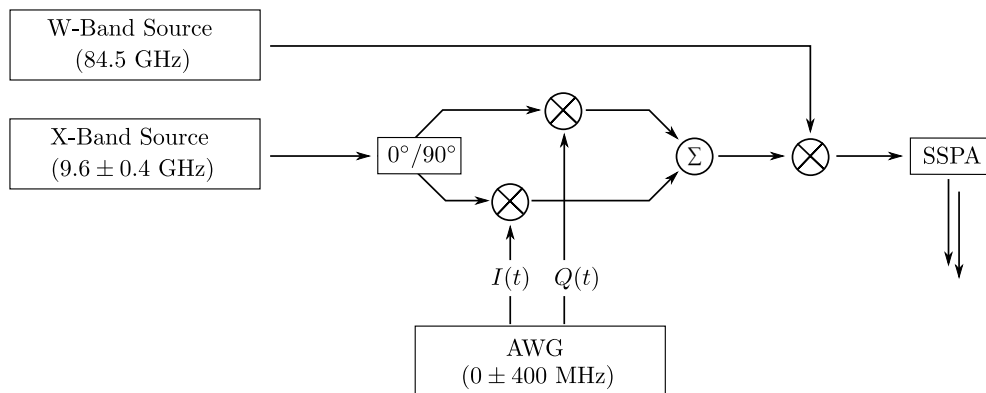 W-Band Source
(84.5 GHz)
X-Band Source
(9.6 ± 0.4 GHz)
0°/90°
Σ
SSPA
I(t)
Q(t)
AWG
(0 ± 400 MHz)